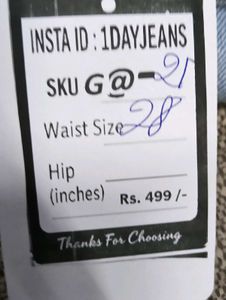 INSTA ID : 1DAYJEANS
SKU G@-21
Waist Size 28
Hip
(inches) Rs. 499 /-
Thanks For Choosing